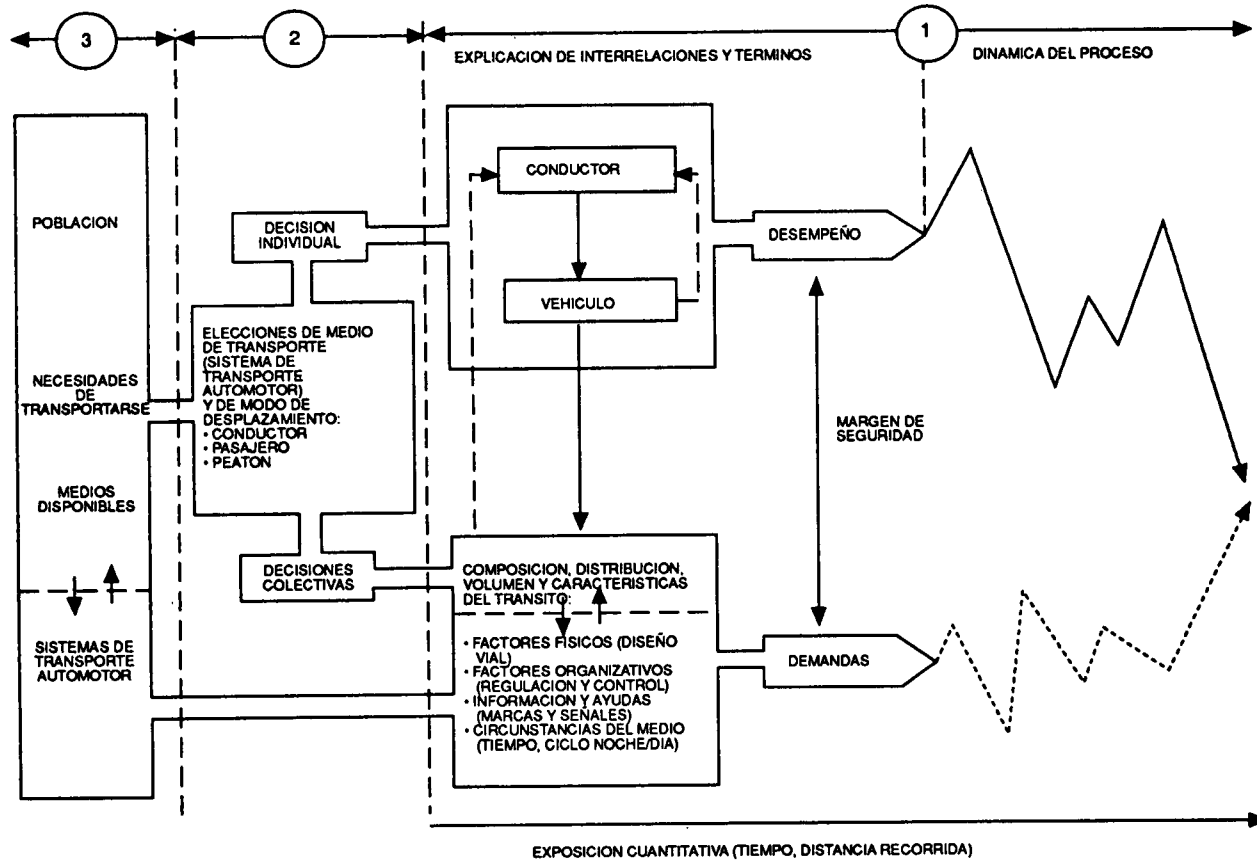 3
2
1
EXPLICACION DE INTERRELACIONES Y TERMINOS
DINAMICA DEL PROCESO
POBLACION
NECESIDADES
DE
TRANSPORTARSE
MEDIOS
DISPONIBLES
SISTEMAS DE
TRANSPORTE
AUTOMOTOR
DECISION
INDIVIDUAL
ELECCIONES DE MEDIO
DE TRANSPORTE
(SISTEMA DE
TRANSPORTE
AUTOMOTOR)
Y DE MODO DE
DESPLAZAMIENTO:
• CONDUCTOR
• PASAJERO
• PEATON
DECISIONES
COLECTIVAS
CONDUCTOR
VEHICULO
COMPOSICION, DISTRIBUCION,
VOLUMEN Y CARACTERISTICAS
DEL TRANSITO:
• FACTORES FISICOS (DISEÑO
VIAL)
• FACTORES ORGANIZATIVOS
(REGULACION Y CONTROL)
• INFORMACION Y AYUDAS
(MARCAS Y SEÑALES)
• CIRCUNSTANCIAS DEL MEDIO
(TIEMPO, CICLO NOCHE/DIA)
DESEMPEÑO
MARGEN DE
SEGURIDAD
DEMANDAS
EXPOSICION CUANTITATIVA (TIEMPO, DISTANCIA RECORRIDA)